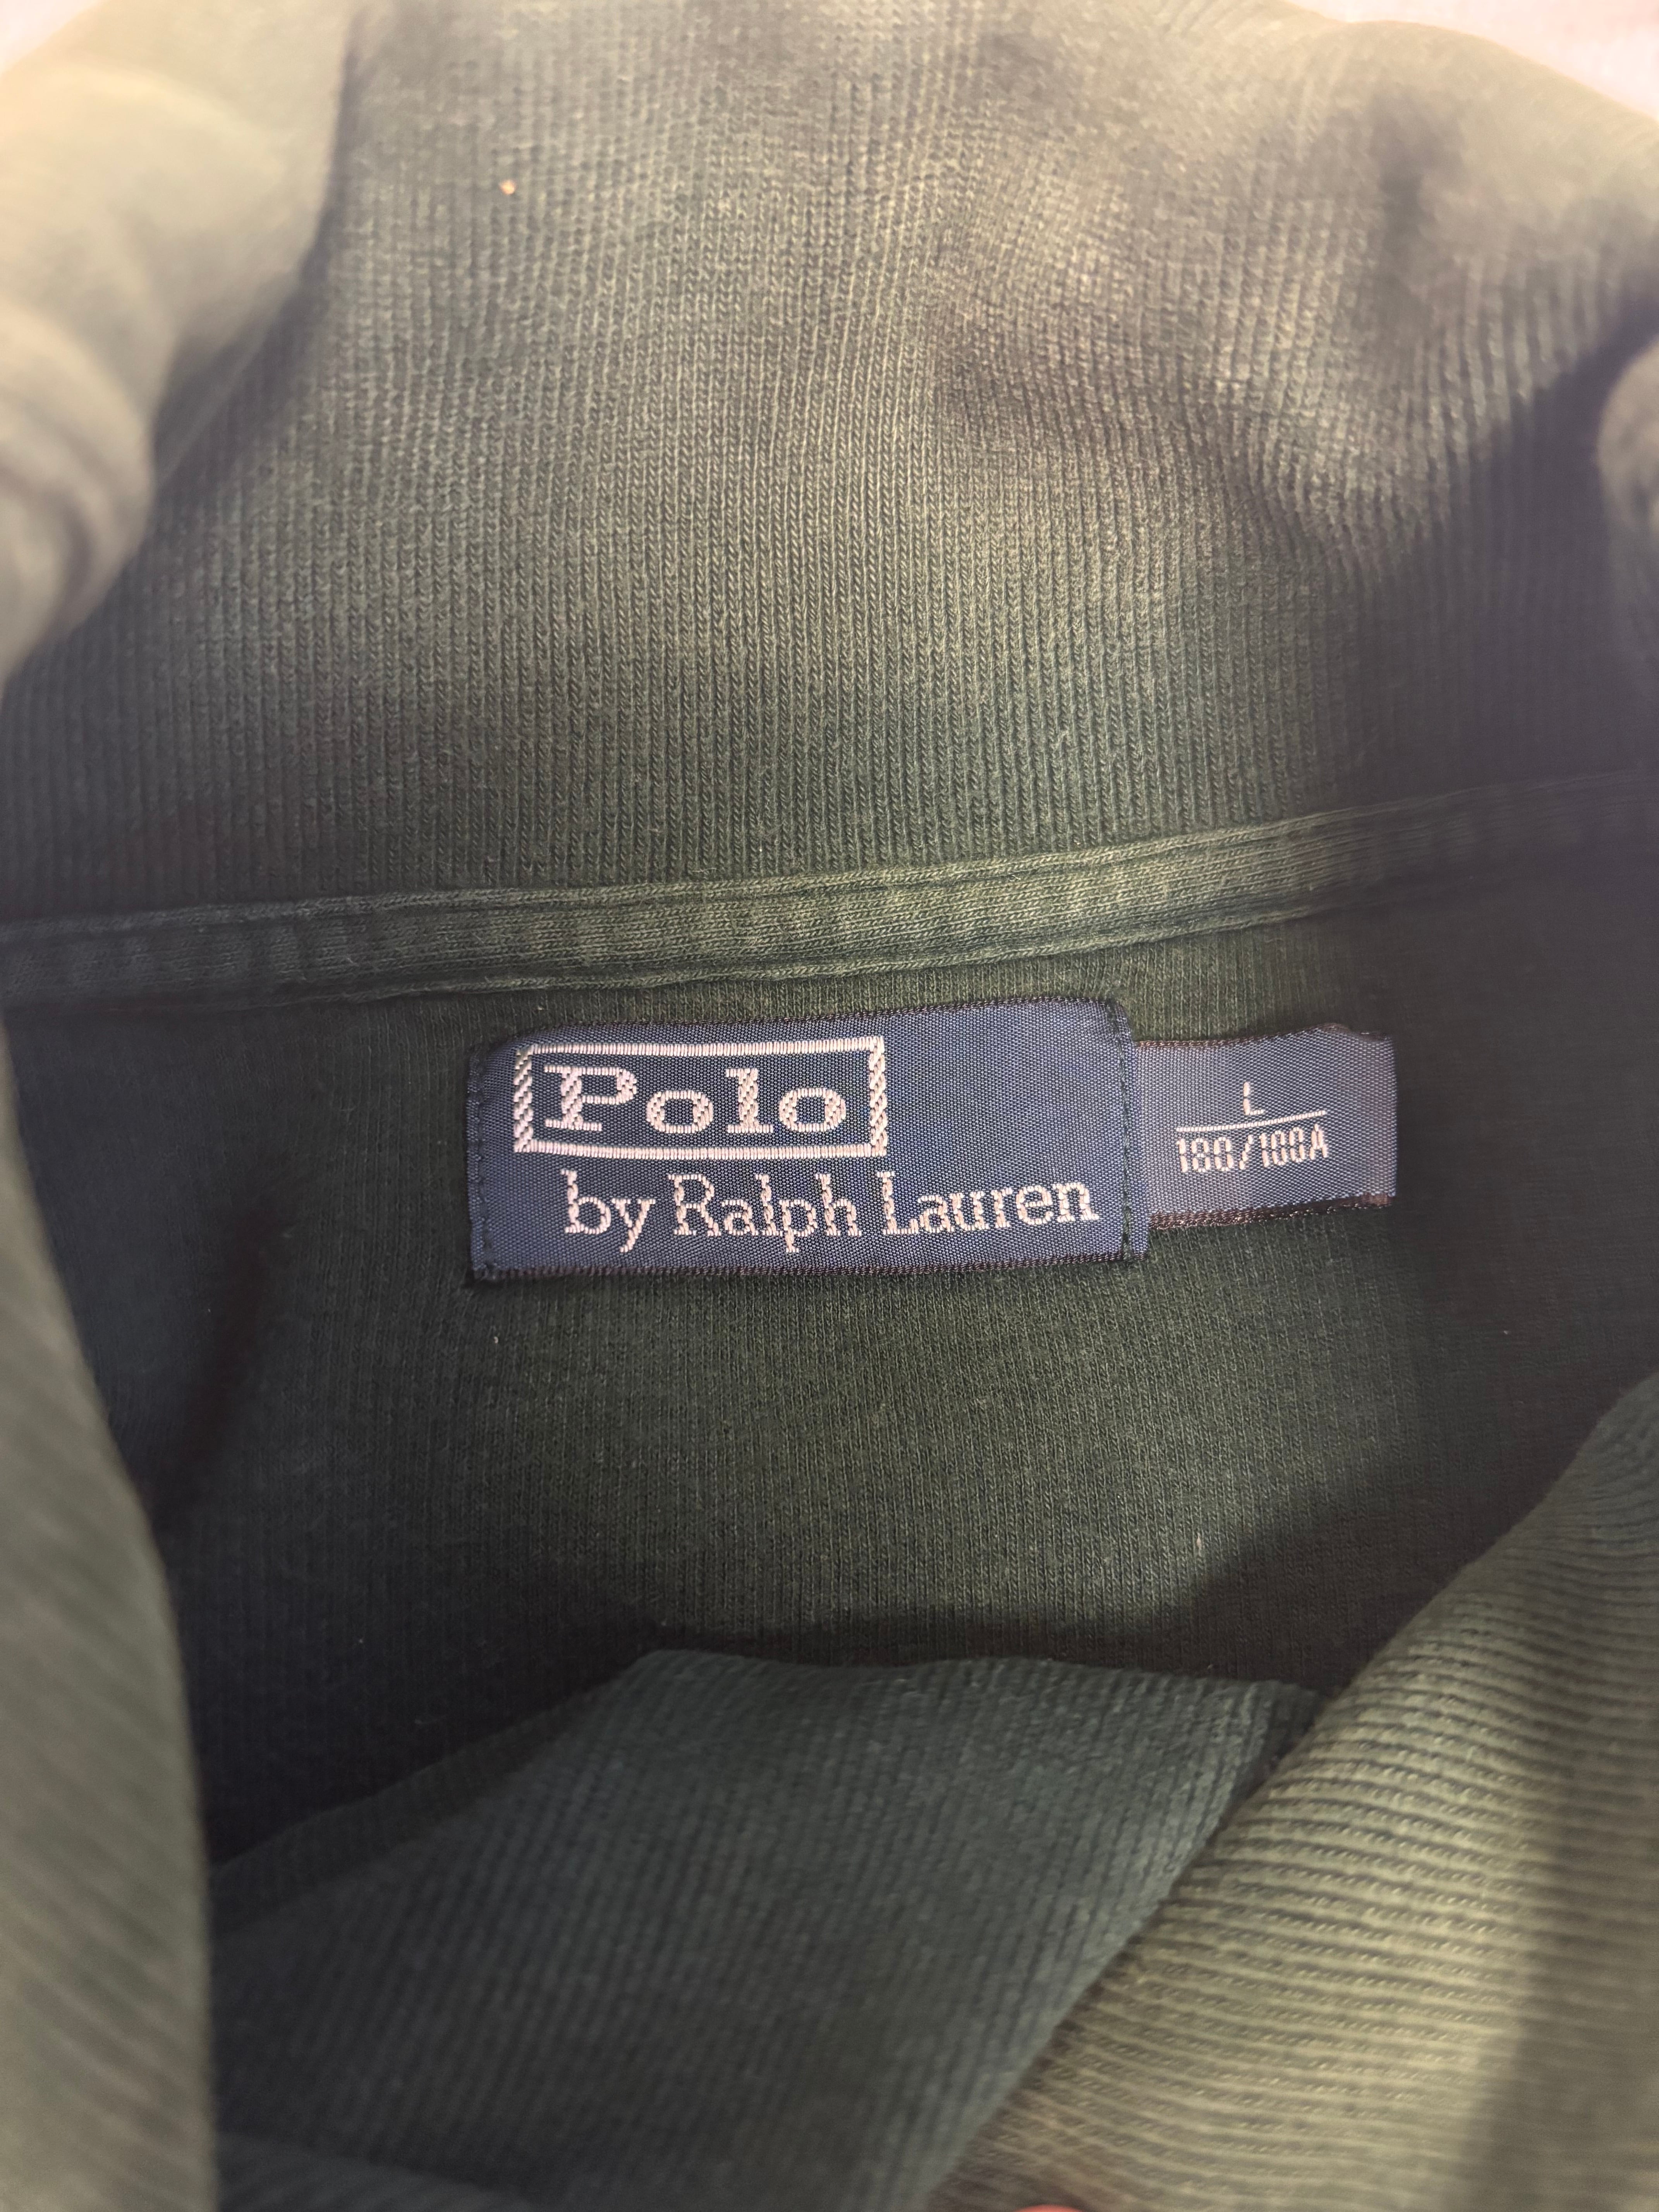 Polo
by Ralph Lauren
L
180/100A